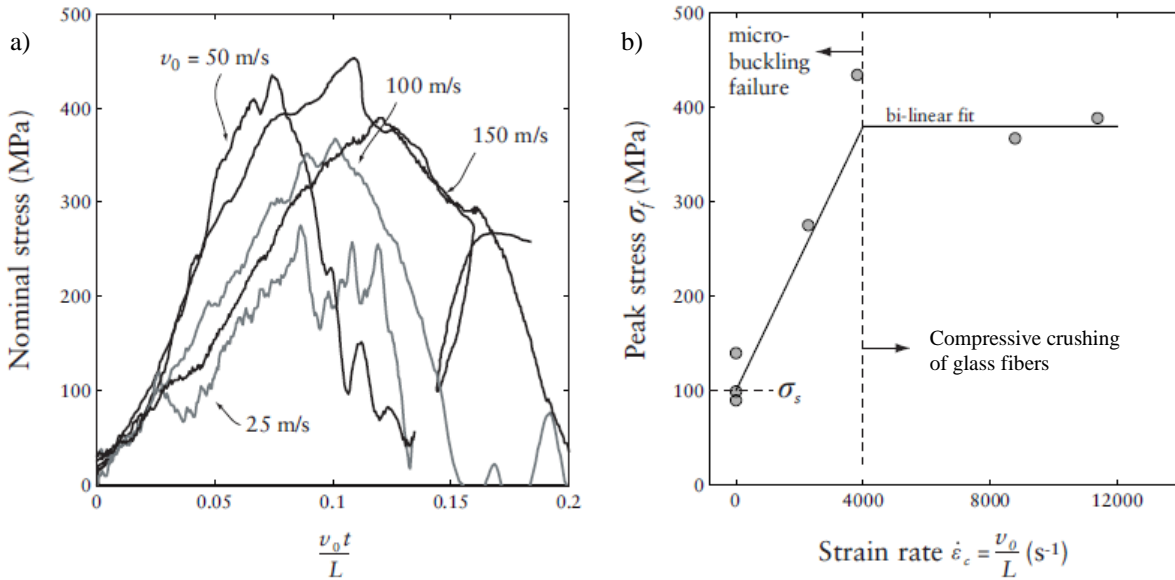 a)
500
400
300
200
100
0
Nominal stress (MPa)
v₀ = 50 m/s
100 m/s
150 m/s
25 m/s
0 0.05 0.1 0.15 0.2
v₀ t
L
b)
500
400
300
200
100
0
Peak stress σf (MPa)
micro-
buckling
failure
bi-linear fit
Compressive crushing
of glass fibers
σs
0 4000 8000 12000
Strain rate ε̇c = v₀/L (s⁻¹)